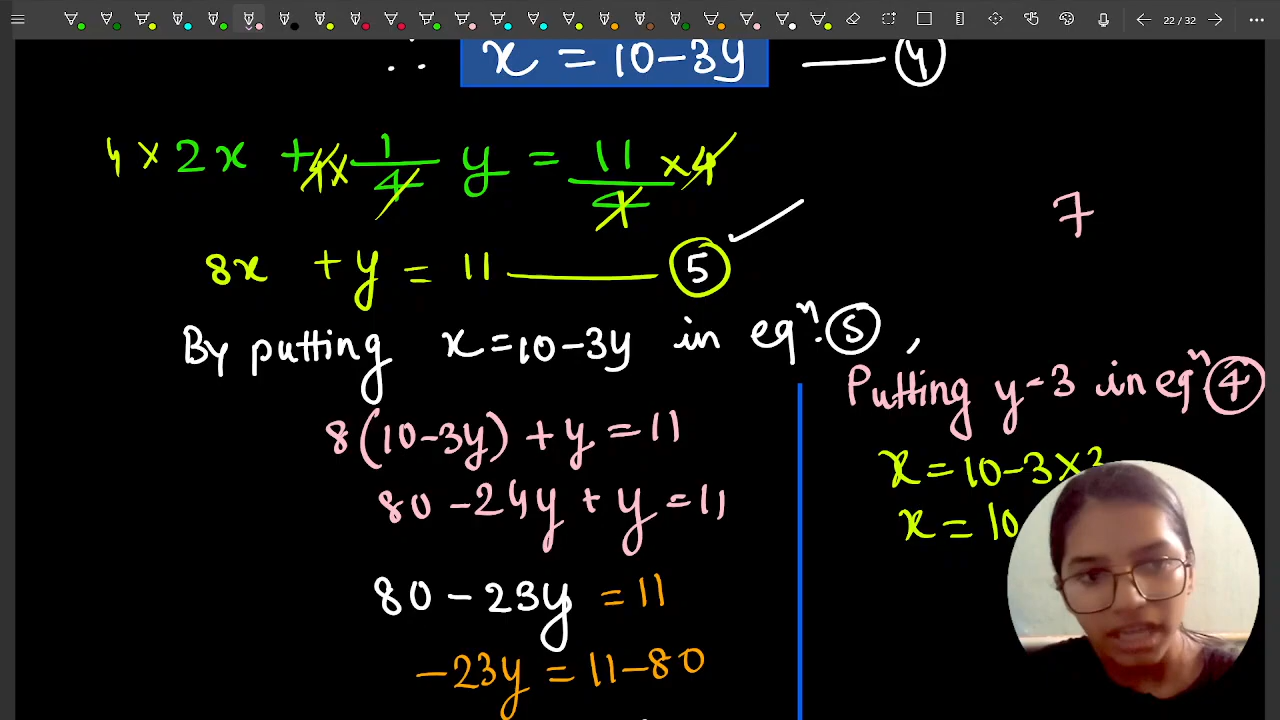 22 / 32
∴ x = 10-3y —— ④
4 × 2x + 4 × 1/4 y = 11/4 × 4
7
8x + y = 11 —— ⑤
By putting x = 10-3y in eqⁿ. ⑤,
8(10-3y) + y = 11
80 - 24y + y = 11
80 - 23y = 11
-23y = 11-80
Putting y-3 in eqⁿ ④
x = 10-3×3
x = 10